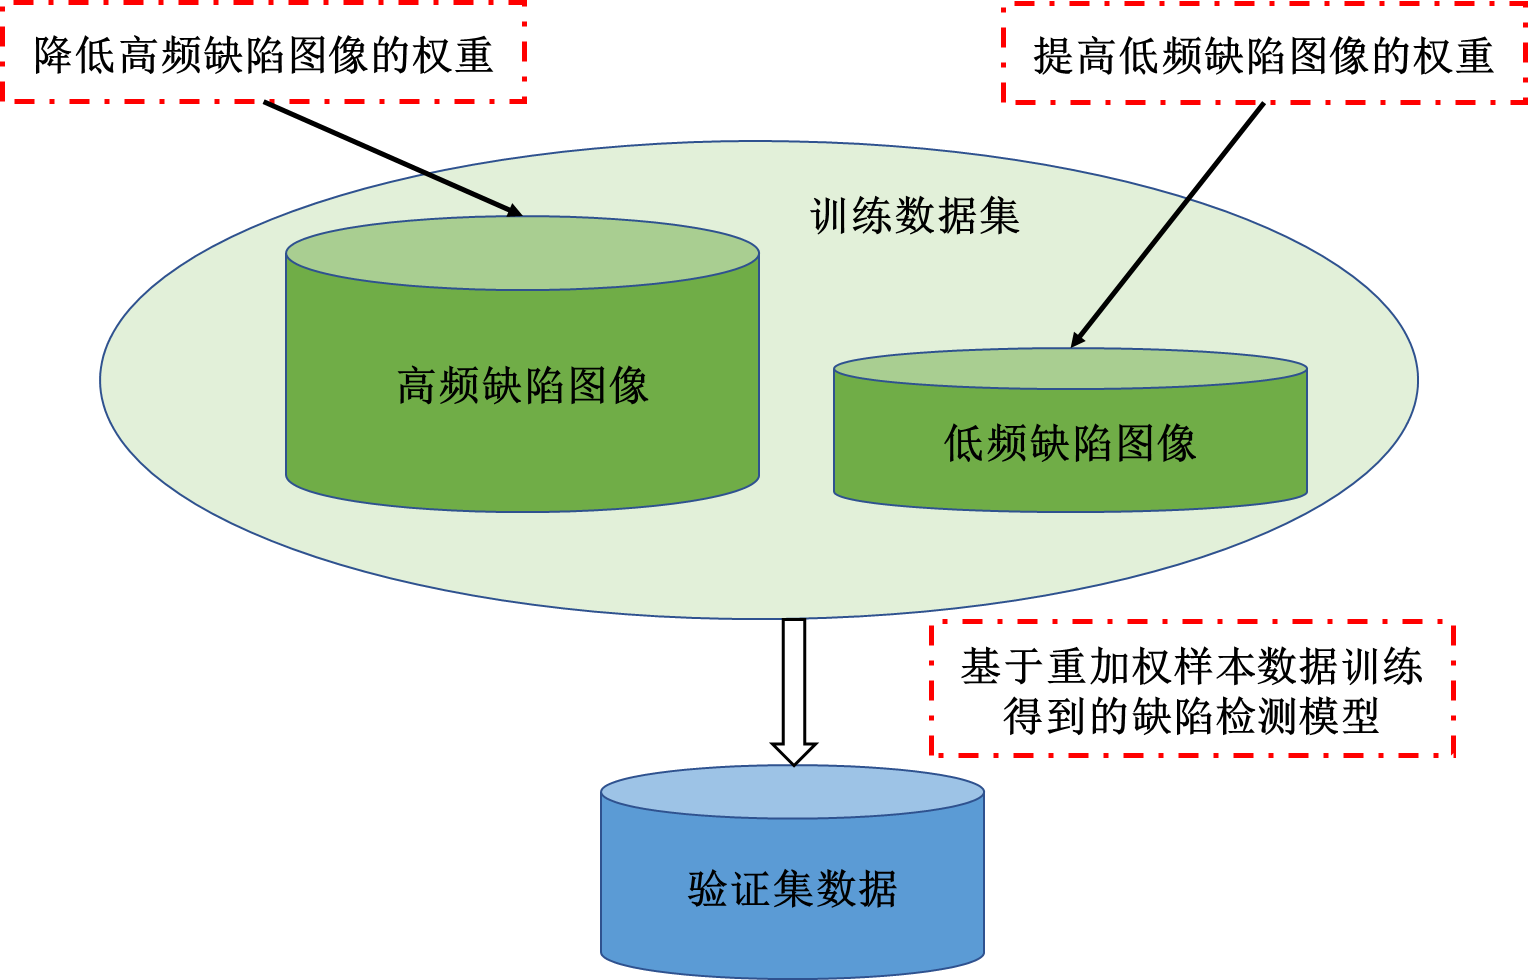 降低高频缺陷图像的权重
提高低频缺陷图像的权重
训练数据集
高频缺陷图像
低频缺陷图像
基于重加权样本数据训练
得到的缺陷检测模型
验证集数据